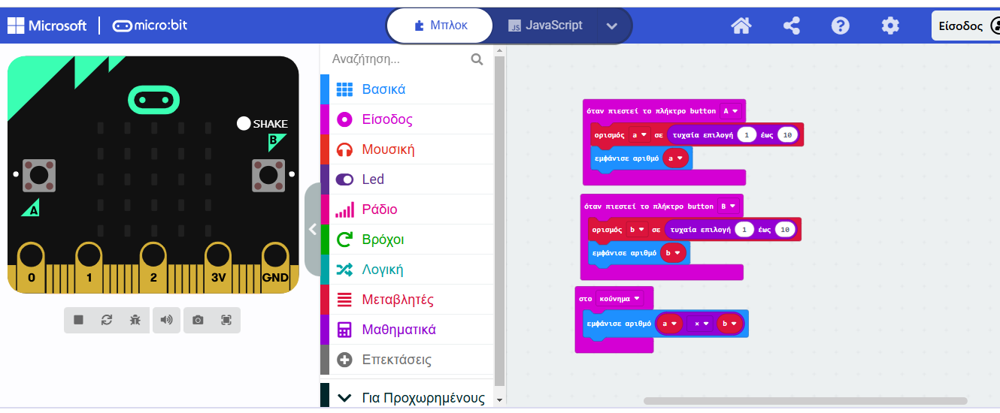 Microsoft micro:bit Μπλοκ JavaScript Είσοδος
SHAKE
B
A
0 1 2 3V GND
Αναζήτηση...
Βασικά
Είσοδος
Μουσική
Led
Ράδιο
Βρόχοι
Λογική
Μεταβλητές
Μαθηματικά
Επεκτάσεις
Για Προχωρημένους
όταν πιεστεί το πλήκτρο button A
ορισμός a σε τυχαία επιλογή 1 έως 10
εμφάνισε αριθμό a
όταν πιεστεί το πλήκτρο button B
ορισμός b σε τυχαία επιλογή 1 έως 10
εμφάνισε αριθμό b
στο κούνημα
εμφάνισε αριθμό a × b